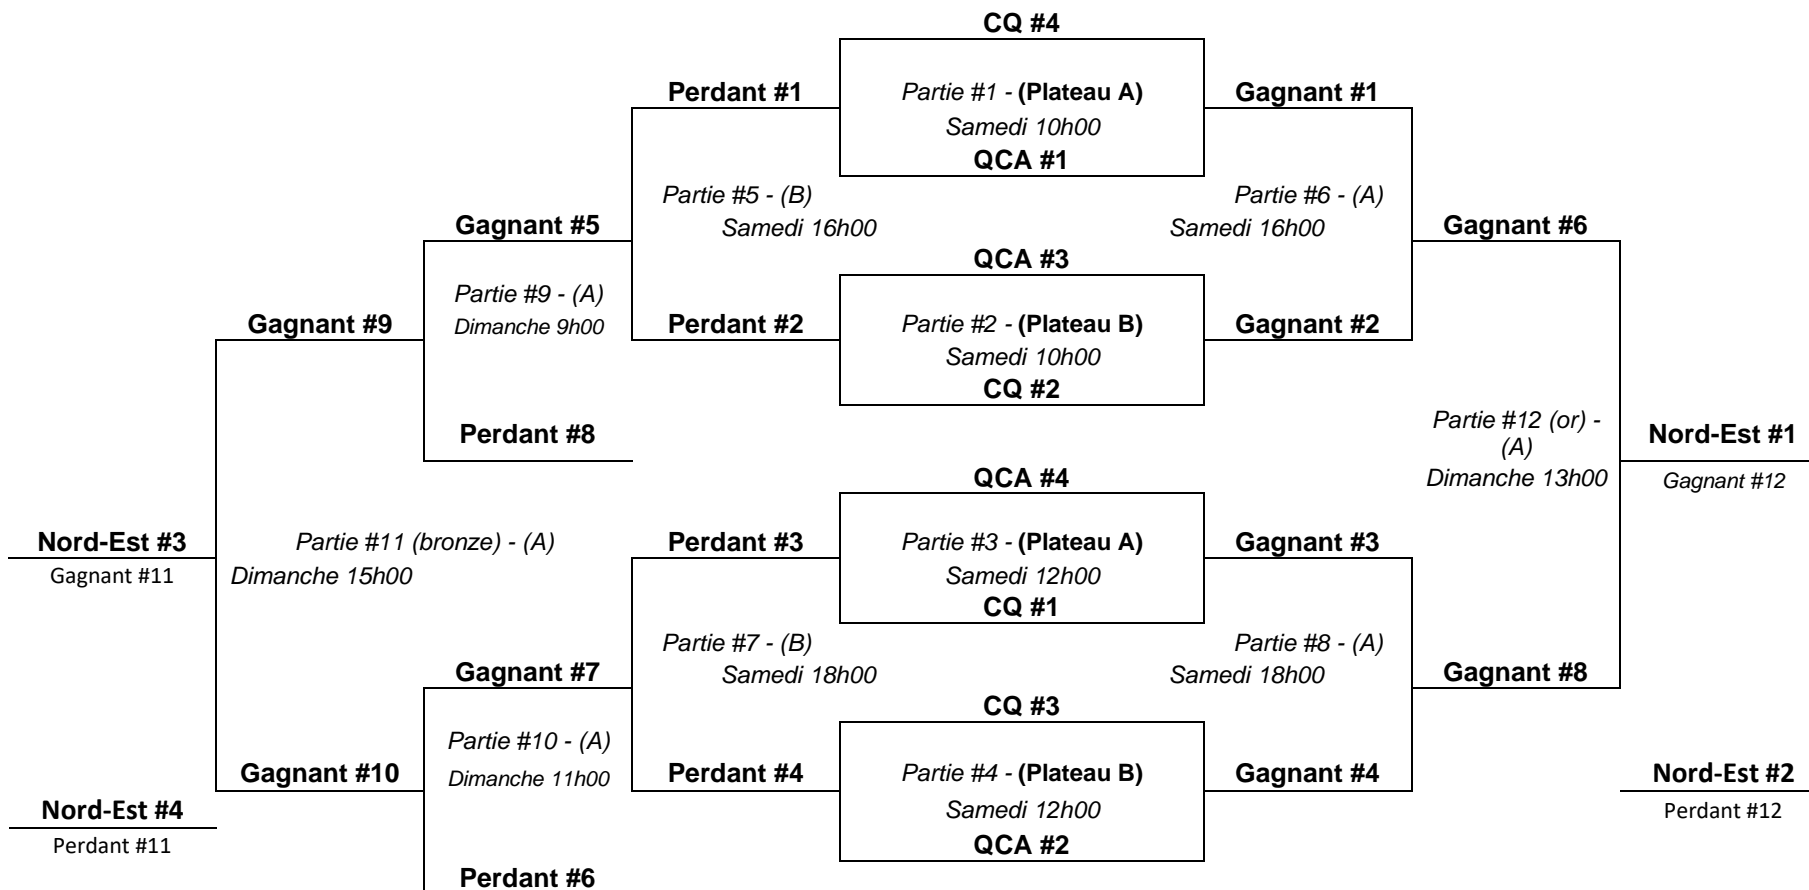 CQ #4
Perdant #1
Partie #1 - (Plateau A)
Gagnant #1
Samedi 10h00
QCA #1
Partie #5 - (B)
Partie #6 - (A)
Gagnant #5
Samedi 16h00
Samedi 16h00
Gagnant #6
QCA #3
Partie #9 - (A)
Gagnant #9
Dimanche 9h00
Perdant #2
Partie #2 - (Plateau B)
Gagnant #2
Samedi 10h00
CQ #2
Perdant #8
Partie #12 (or) -
(A)
Dimanche 13h00
Nord-Est #1
Gagnant #12
QCA #4
Nord-Est #3
Gagnant #11
Partie #11 (bronze) - (A)
Dimanche 15h00
Perdant #3
Partie #3 - (Plateau A)
Gagnant #3
Samedi 12h00
CQ #1
Partie #7 - (B)
Partie #8 - (A)
Gagnant #7
Samedi 18h00
Samedi 18h00
Gagnant #8
CQ #3
Partie #10 - (A)
Gagnant #10
Dimanche 11h00
Perdant #4
Partie #4 - (Plateau B)
Gagnant #4
Nord-Est #2
Nord-Est #4
Samedi 12h00
Perdant #12
Perdant #11
QCA #2
Perdant #6